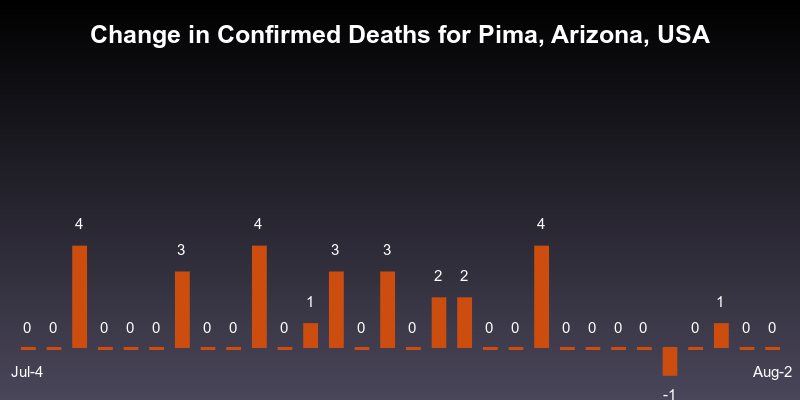 Change in Confirmed Deaths for Pima, Arizona, USA
4 4 4
3 3 3
2 2
1 1
0 0 0 0 0 0 0 0 0 0 0 0 0 0 0 0 0 0 0
Jul-4 Aug-2
-1